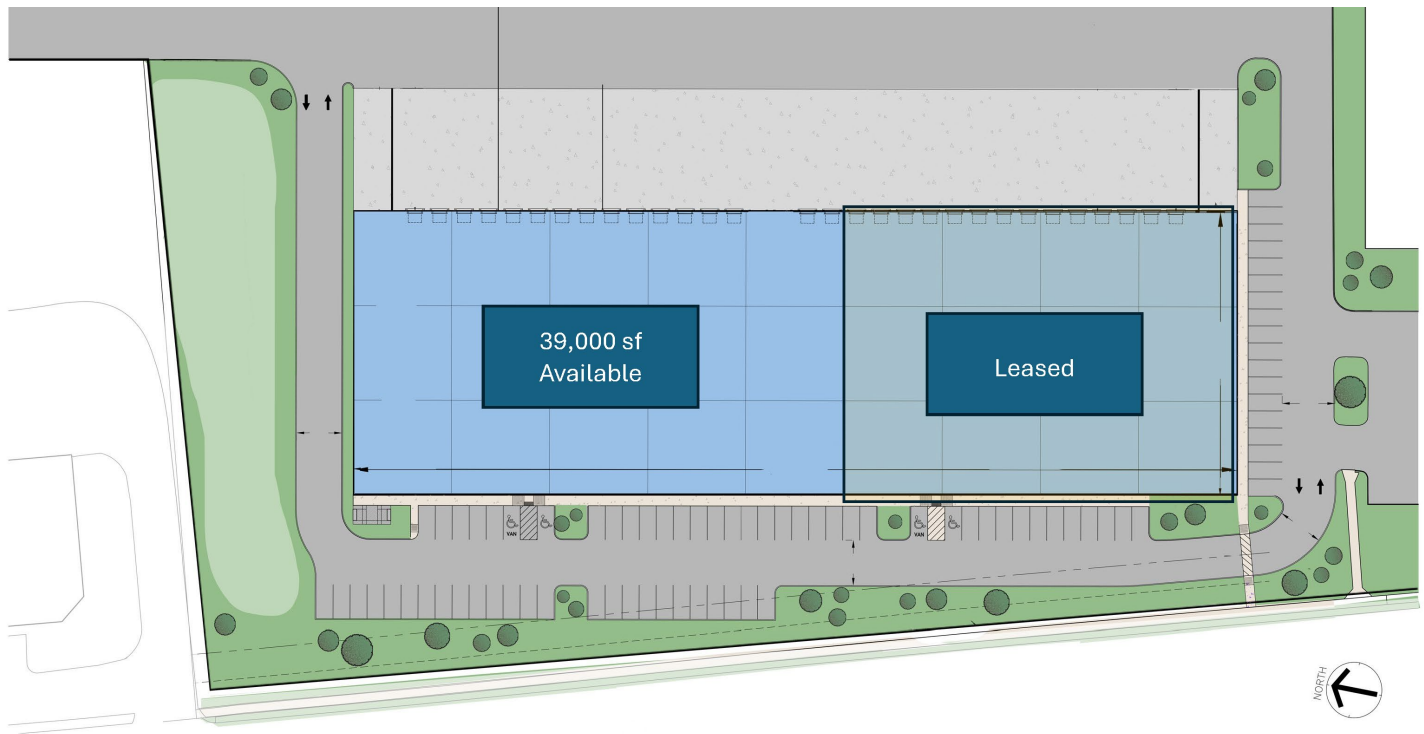 39,000 sf
Available
Leased
VAN
VAN
NORTH